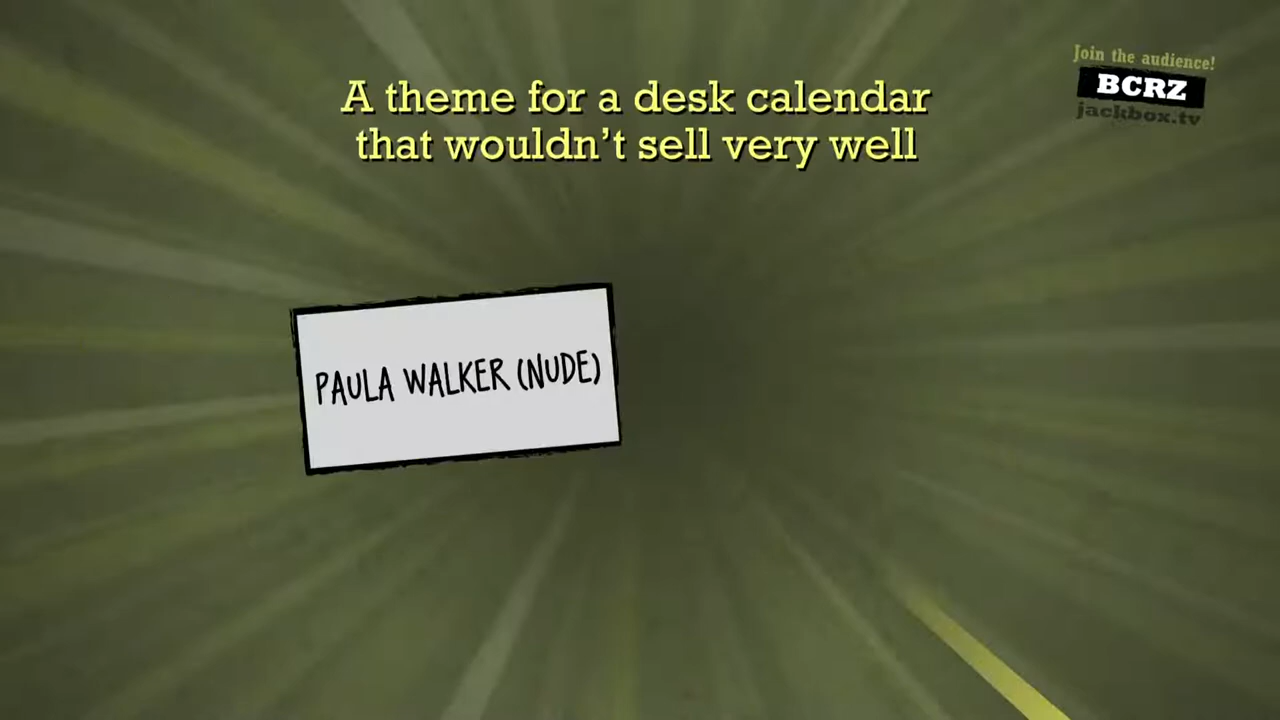 Join the audience!
BCRZ
jackbox.tv
A theme for a desk calendar
that wouldn't sell very well
PAULA WALKER (NUDE)